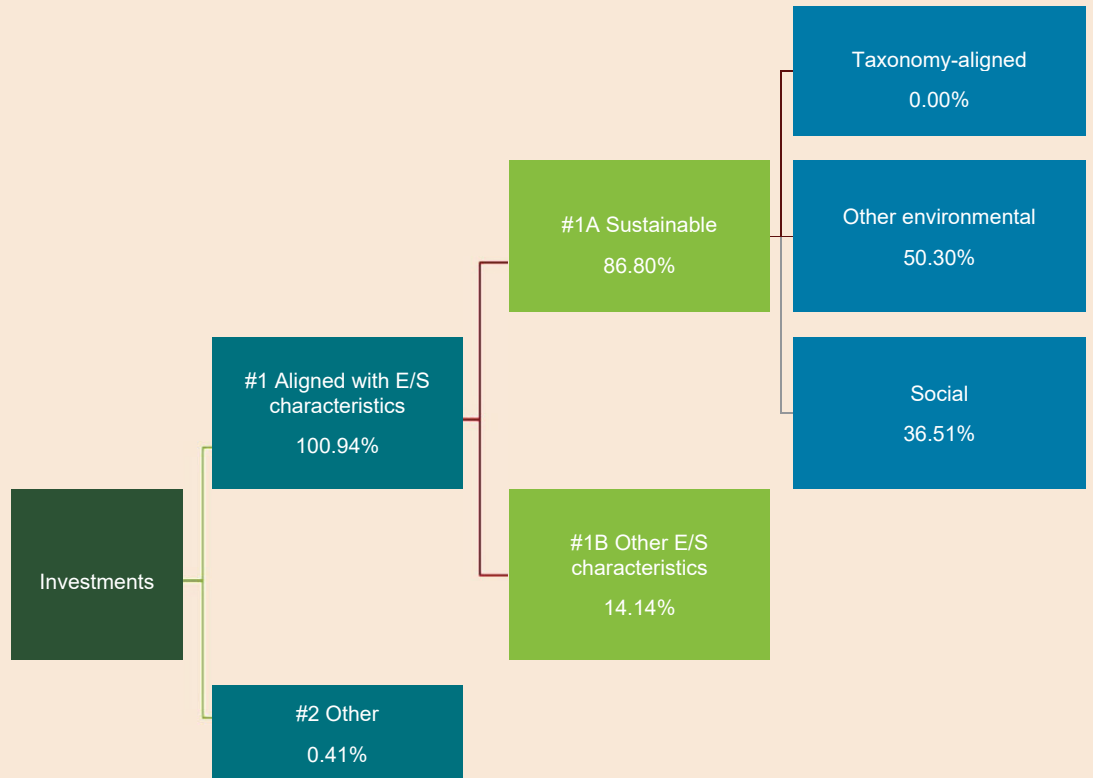 Investments
#1 Aligned with E/S
characteristics
100.94%
#2 Other
0.41%
#1A Sustainable
86.80%
#1B Other E/S
characteristics
14.14%
Taxonomy-aligned
0.00%
Other environmental
50.30%
Social
36.51%